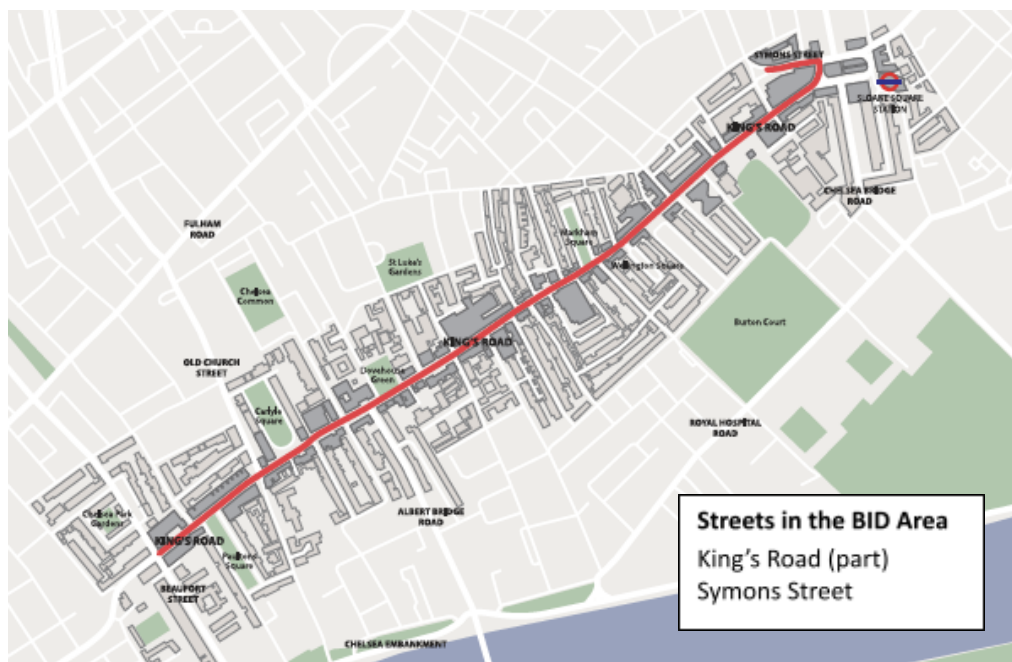 SYMONS STREET
SLOANE SQUARE
STATION
KING'S ROAD
CHELSEA BRIDGE
ROAD
FULHAM
ROAD
Markham
Square
St Luke's
Gardens
Wellington Square
Chelsea
Common
Burton Court
KING'S ROAD
OLD CHURCH
STREET
Dovehouse
Green
Carlyle
Square
ROYAL HOSPITAL
ROAD
ALBERT BRIDGE
ROAD
Chelsea Park
Gardens
KING'S ROAD
Paultons
Square
BEAUFORT
STREET
CHELSEA EMBANKMENT
Streets in the BID Area
King's Road (part)
Symons Street